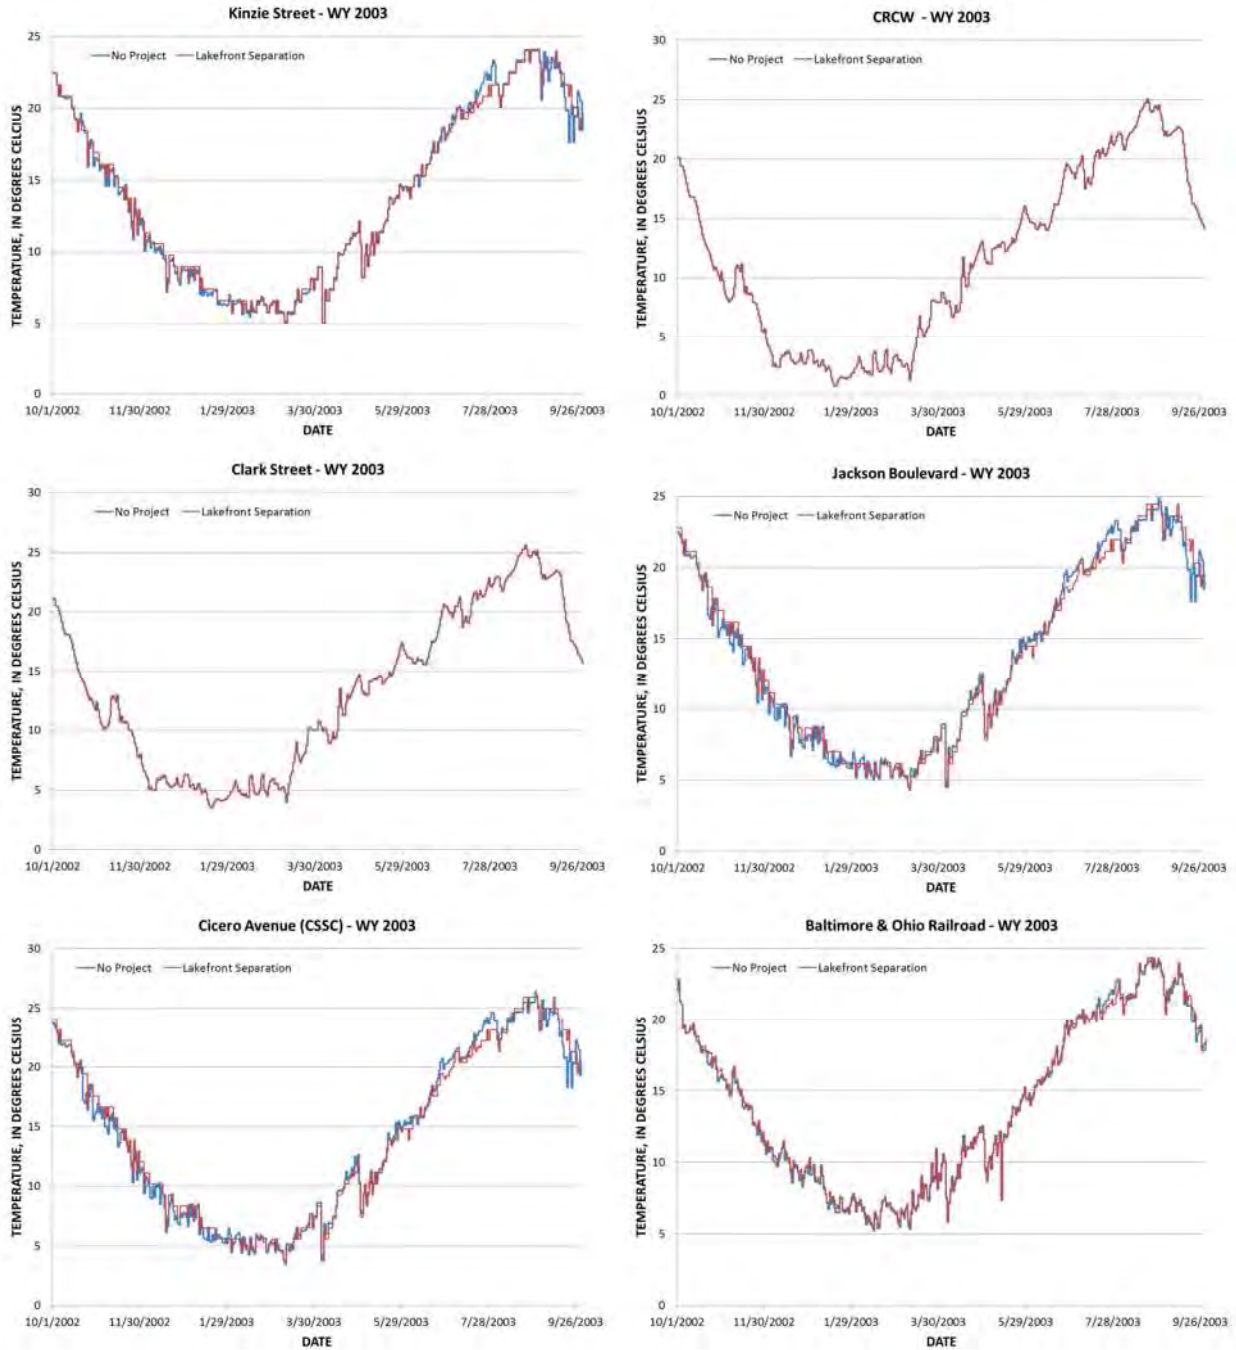 Kinzie Street - WY 2003
25
No Project
Lakefront Separation
20
15
10
5
0
TEMPERATURE, IN DEGREES CELCIUS
10/1/2002 11/30/2002 1/29/2003 3/30/2003 5/29/2003 7/28/2003 9/26/2003
DATE
CRCW - WY 2003
30
No Project
Lakefront Separation
25
20
15
10
5
0
TEMPERATURE, IN DEGREES CELSIUS
10/1/2002 11/30/2002 1/29/2003 3/30/2003 5/29/2003 7/28/2003 9/26/2003
DATE
Clark Street - WY 2003
30
No Project
Lakefront Separation
25
20
15
10
5
0
TEMPERATURE, IN DEGREES CELSIUS
10/1/2002 11/30/2002 1/29/2003 3/30/2003 5/29/2003 7/28/2003 9/26/2003
DATE
Jackson Boulevard - WY 2003
25
No Project
Lakefront Separation
20
15
10
5
0
TEMPERATURE, IN DEGREES CELSIUS
10/1/2002 11/30/2002 1/29/2003 3/30/2003 5/29/2003 7/28/2003 9/26/2003
DATE
Cicero Avenue (CSSC) - WY 2003
30
No Project
Lakefront Separation
25
20
15
10
5
0
TEMPERATURE, IN DEGREES CELSIUS
10/1/2002 11/30/2002 1/29/2003 3/30/2003 5/29/2003 7/28/2003 9/26/2003
DATE
Baltimore & Ohio Railroad - WY 2003
25
No Project
Lakefront Separation
20
15
10
5
0
TEMPERATURE, IN DEGREES CELSIUS
10/1/2002 11/30/2002 1/29/2003 3/30/2003 5/29/2003 7/28/2003 9/26/2003
DATE